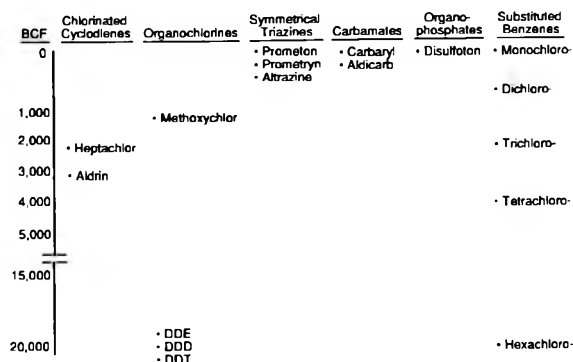 BCF
Chlorinated Cyclodienes
Organochlorines
Symmetrical Triazines
Carbamates
Organo-phosphates
Substituted Benzenes
0
• Prometon
• Carbaryl
• Disulfoton
• Monochloro-
• Prometryn
• Aldicarb
• Altrazine
• Dichloro-
1,000
• Methoxychlor
2,000
• Heptachlor
• Trichloro-
3,000
• Aldrin
4,000
• Tetrachloro-
5,000
15,000
• DDE
20,000
• DDD
• Hexachloro-
• DDT